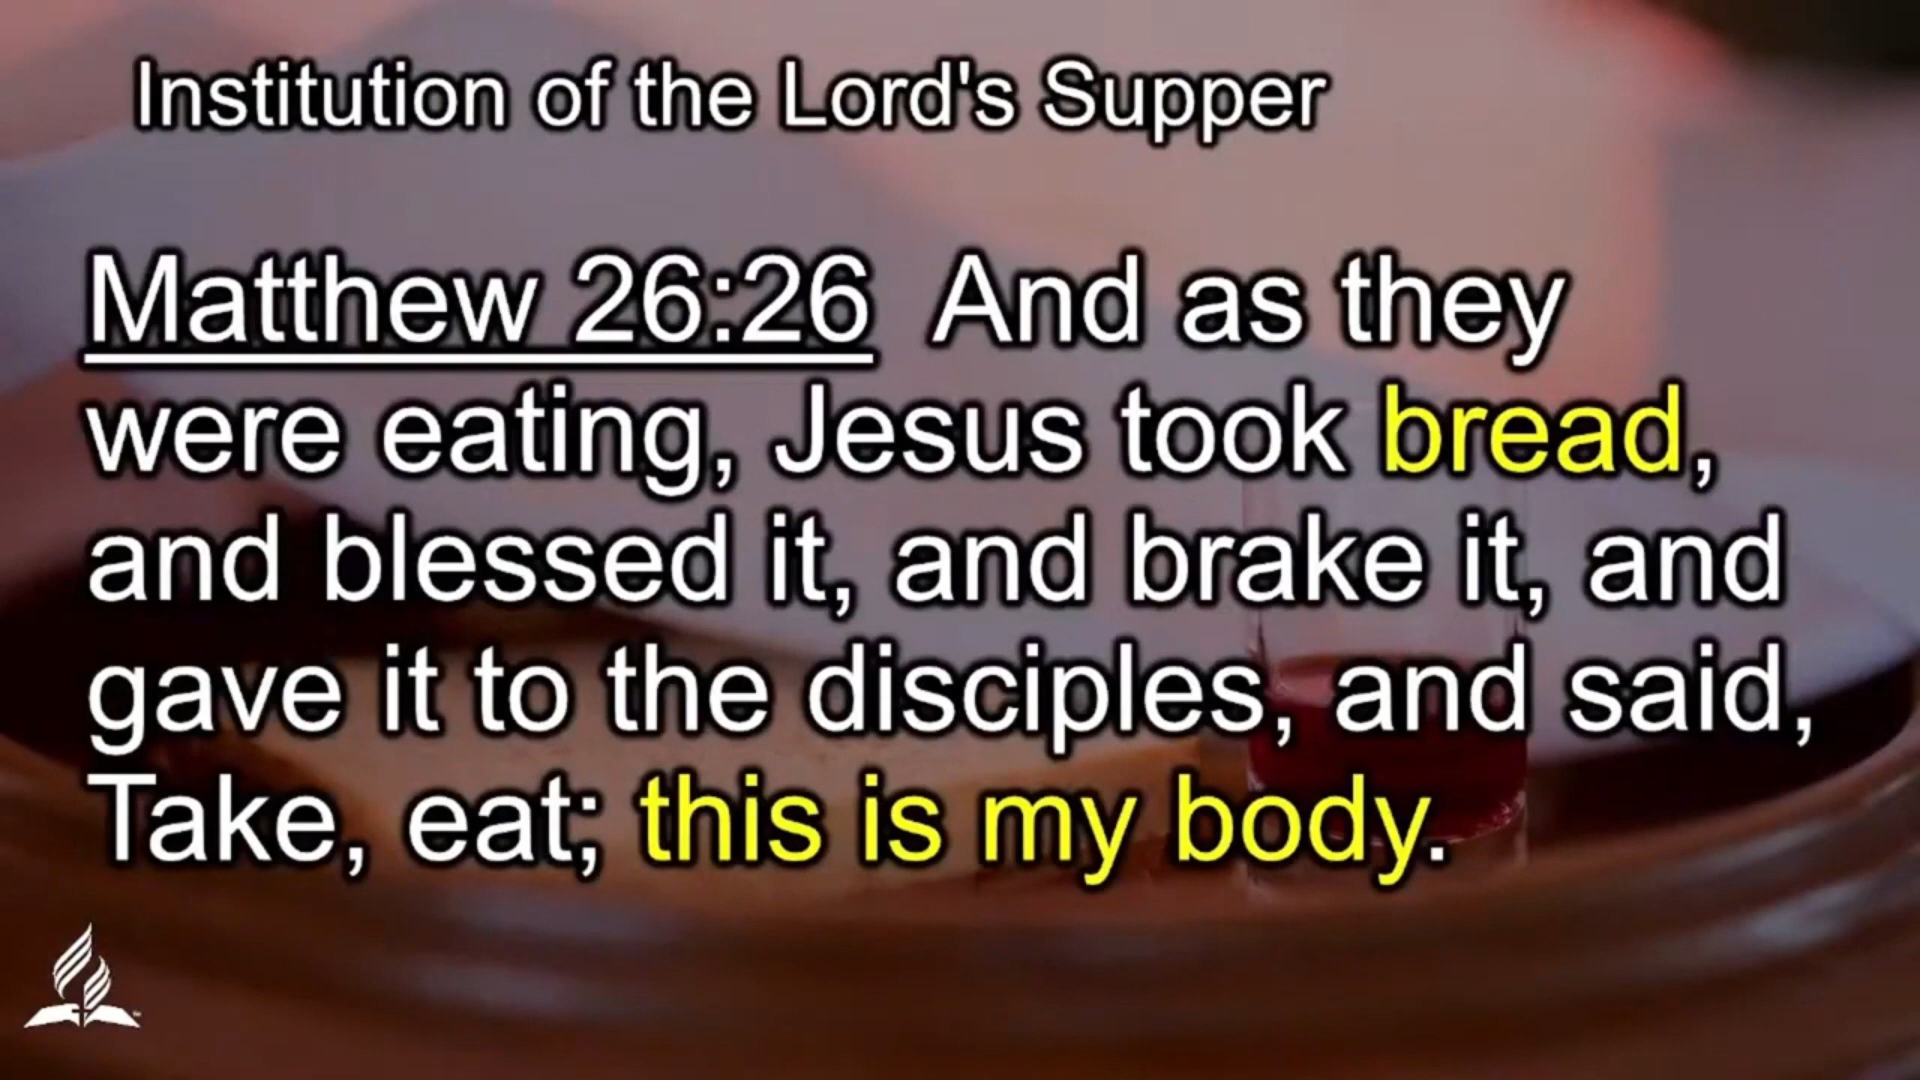 Institution of the Lord's Supper
Matthew 26:26 And as they
were eating, Jesus took bread,
and blessed it, and brake it, and
gave it to the disciples, and said,
Take, eat; this is my body.